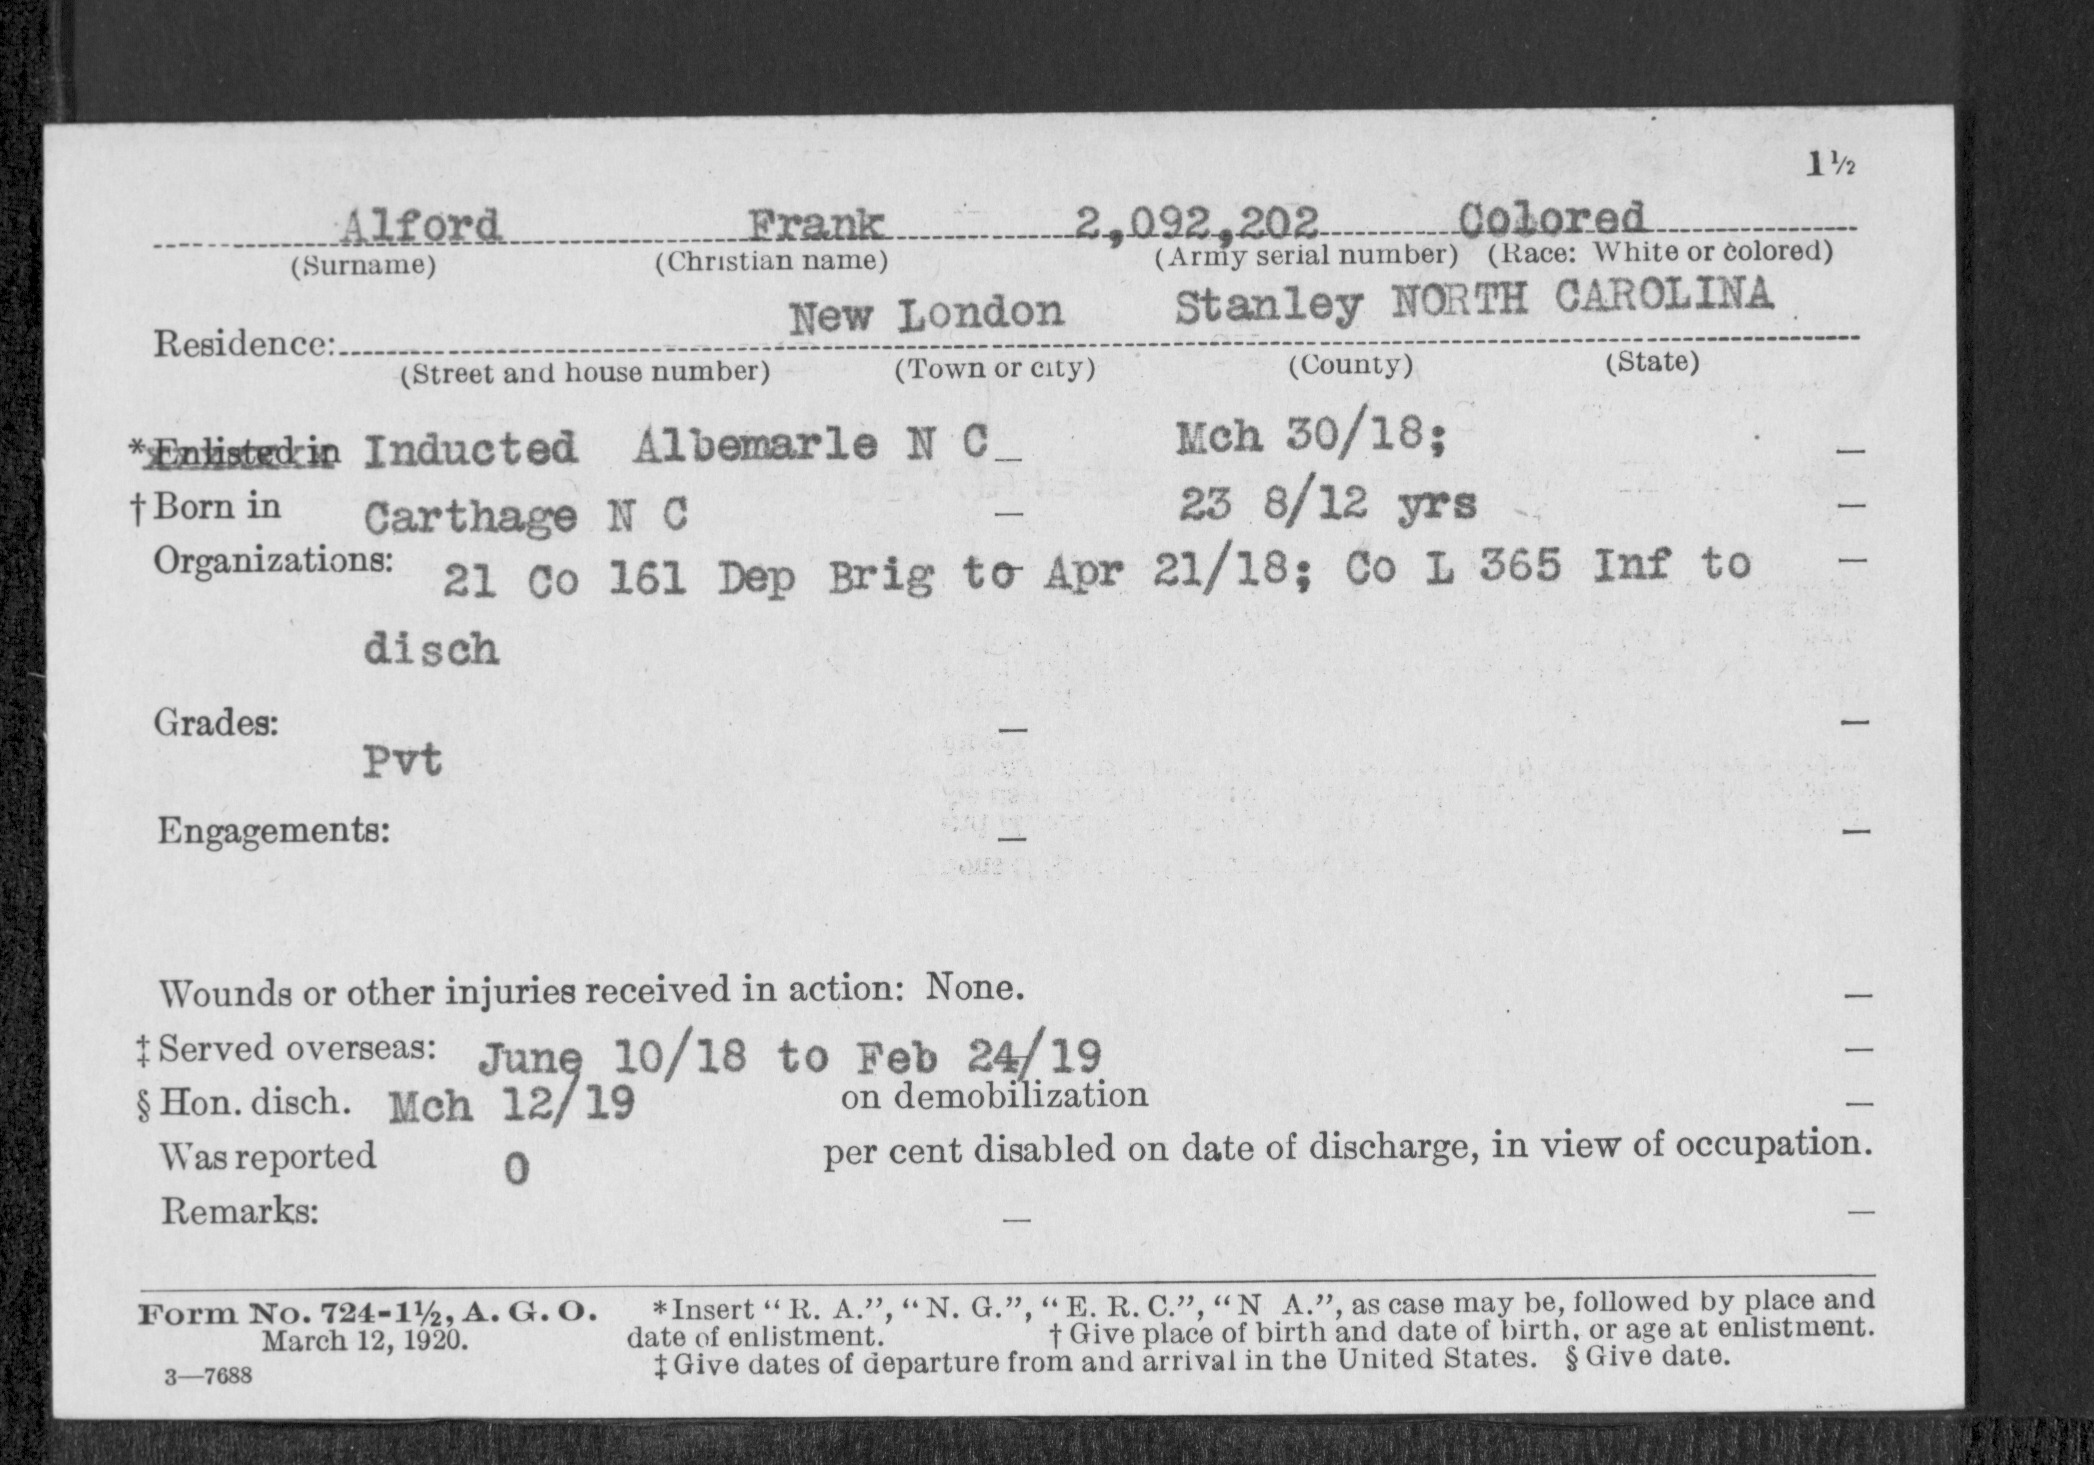 1½
Alford Frank 2,092,202 Colored
(Surname) (Christian name) (Army serial number) (Race: White or colored)
New London Stanley NORTH CAROLINA
Residence:
(Street and house number) (Town or city) (County) (State)
*Enlisted in Inducted Albemarle N C — Mch 30/18; —
†Born in Carthage N C — 23 8/12 yrs —
Organizations: 21 Co 161 Dep Brig to Apr 21/18; Co L 365 Inf to —
disch
Grades: — —
Pvt
Engagements: — —
Wounds or other injuries received in action: None. —
‡Served overseas: June 10/18 to Feb 24/19 —
§Hon. disch. Mch 12/19 on demobilization —
Was reported 0 per cent disabled on date of discharge, in view of occupation.
Remarks: — —
Form No. 724-1½, A. G. O. *Insert "R. A.", "N. G.", "E. R. C.", "N A.", as case may be, followed by place and
March 12, 1920. date of enlistment. †Give place of birth and date of birth, or age at enlistment.
3—7688 ‡Give dates of departure from and arrival in the United States. §Give date.